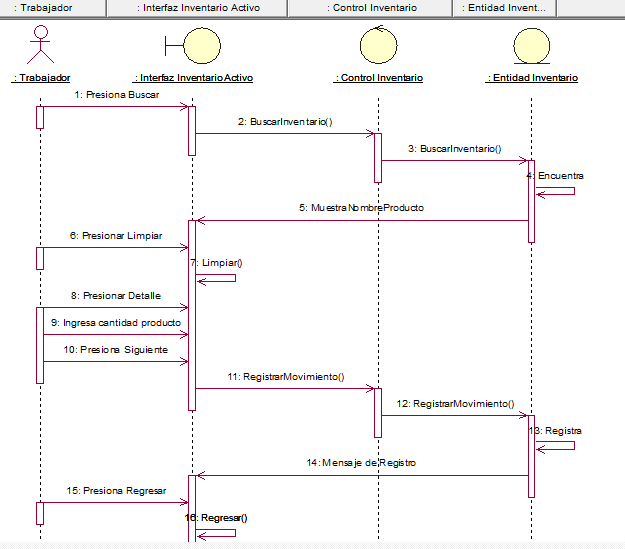 : Trabajador
: Interfaz Inventario Activo
: Control Inventario
: Entidad Invent...
: Trabajador
: Interfaz Inventario Activo
: Control Inventario
: Entidad Inventario
1: Presiona Buscar
2: BuscarInventario()
3: BuscarInventario()
4: Encuentra
5: MuestraNombreProducto
6: Presionar Limpiar
7: Limpiar()
8: Presionar Detalle
9: Ingresa cantidad producto
10: Presiona Siguiente
11: RegistrarMovimiento()
12: RegistrarMovimiento()
13: Registra
14: Mensaje de Registro
15: Presiona Regresar
16: Regresar()